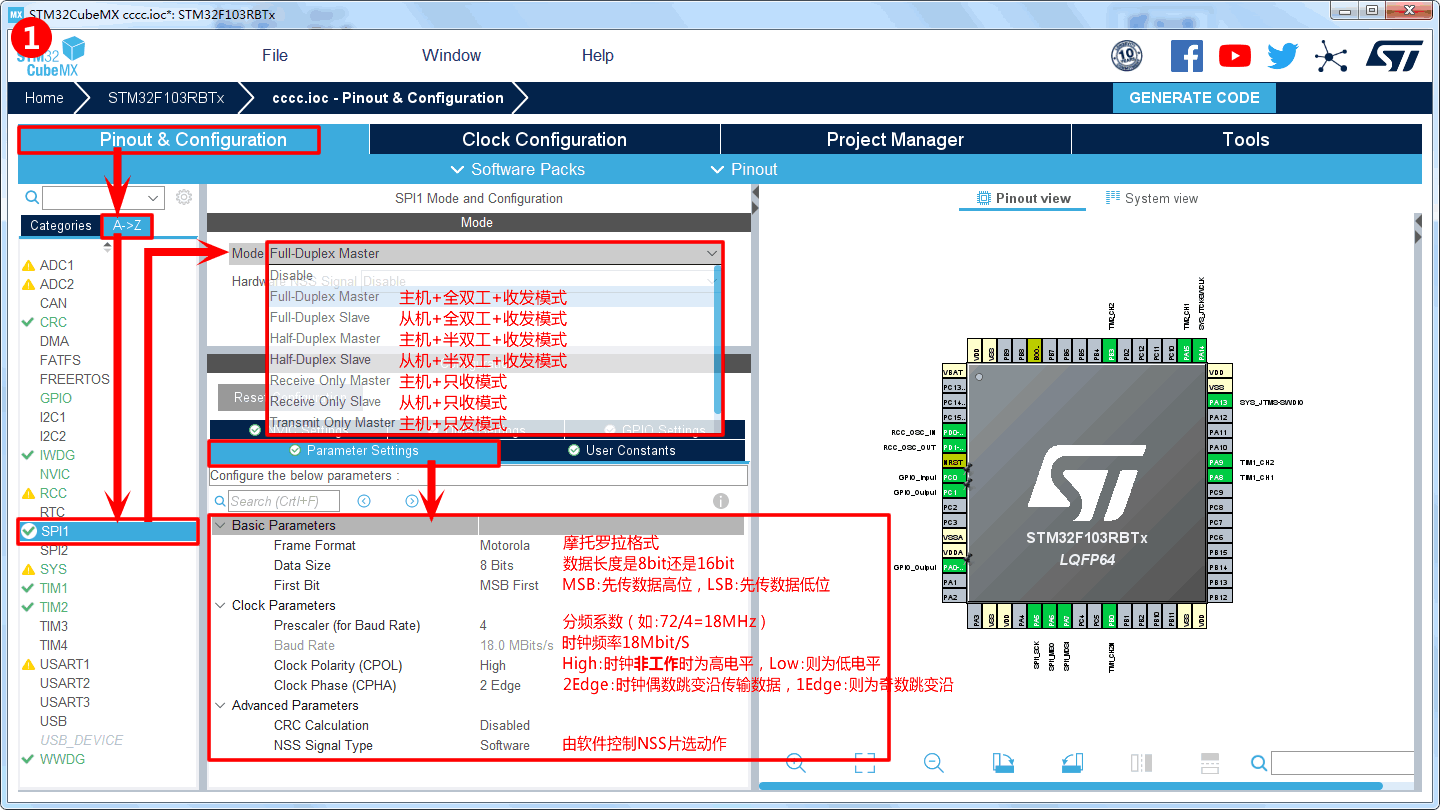 MX STM32CubeMX cccc.ioc*: STM32F103RBTx
1
STM32
CubeMX
File
Window
Help
10
ST
Home
STM32F103RBTx
cccc.ioc - Pinout & Configuration
GENERATE CODE
Pinout & Configuration
Clock Configuration
Project Manager
Tools
Software Packs
Pinout
Categories
A->Z
ADC1
ADC2
CAN
CRC
DMA
FATFS
FREERTOS
GPIO
I2C1
I2C2
IWDG
NVIC
RCC
RTC
SPI1
SPI2
SYS
TIM1
TIM2
TIM3
TIM4
USART1
USART2
USART3
USB
USB_DEVICE
WWDG
SPI1 Mode and Configuration
Mode
Mode Full-Duplex Master
Hardware NSS Signal Disable
Disable
Full-Duplex Master 主机+全双工+收发模式
Full-Duplex Slave 从机+全双工+收发模式
Half-Duplex Master 主机+半双工+收发模式
Half-Duplex Slave 从机+半双工+收发模式
Receive Only Master 主机+只收模式
Receive Only Slave 从机+只收模式
Transmit Only Master 主机+只发模式
GPIO Settings
Parameter Settings
User Constants
Configure the below parameters :
Search (Crtl+F)
Basic Parameters
Frame Format Motorola 摩托罗拉格式
Data Size 8 Bits 数据长度是8bit还是16bit
First Bit MSB First MSB:先传数据高位，LSB:先传数据低位
Clock Parameters
Prescaler (for Baud Rate) 4 分频系数（如:72/4=18MHz）
Baud Rate 18.0 MBits/s 时钟频率18Mbit/S
Clock Polarity (CPOL) High High:时钟非工作时为高电平，Low:则为低电平
Clock Phase (CPHA) 2 Edge 2Edge:时钟偶数跳变沿传输数据，1Edge:则为奇数跳变沿
Advanced Parameters
CRC Calculation Disabled
NSS Signal Type Software 由软件控制NSS片选动作
Pinout view
System view
TIM2_CH2
TIM2_CH1
SYS_JTCK-SWCLK
VDD
VSS
PB9
PB8
BOO..
PB7
PB6
PB5
PB4
PB3
PD2
PC12
PC11
PC10
PA15
PA14
VBAT
PC13..
PC14..
PC15..
RCC_OSC_IN PD0-..
RCC_OSC_OUT PD1-..
NRST
GPIO_Input PC0
GPIO_Output PC1
PC2
PC3
VSSA
VDDA
GPIO_Output PA0-..
PA1
PA2
VDD
VSS
PA13 SYS_JTMS-SWDIO
PA12
PA11
PA10
PA9 TIM1_CH2
PA8 TIM1_CH1
PC9
PC8
PC7
PC6
PB15
PB14
PB13
PB12
ST
STM32F103RBTx
LQFP64
PA3
VSS
VDD
PA4
PA5
PA6
PA7
PC4
PC5
PB0
PB1
PB2
PB10
PB11
VSS
VDD
SPI1_SCK
SPI1_MISO
SPI1_MOSI
TIM1_CH2N